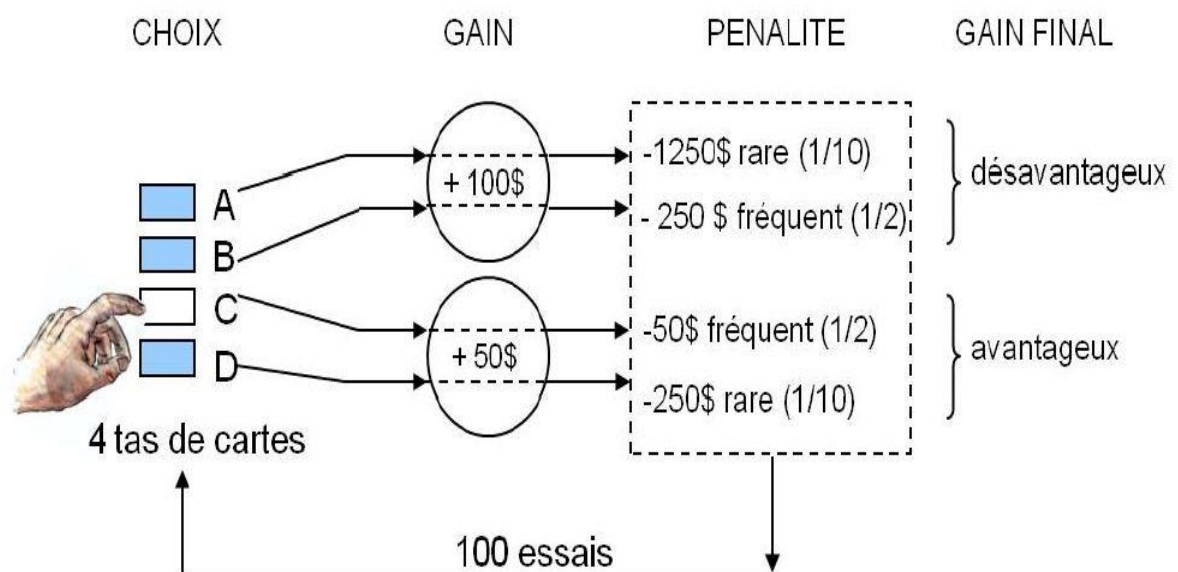 CHOIX GAIN PENALITE GAIN FINAL
A
B
C
D
4 tas de cartes
+ 100$
+ 50$
-1250$ rare (1/10)
- 250 $ fréquent (1/2)
-50$ fréquent (1/2)
-250$ rare (1/10)
désavantageux
avantageux
100 essais